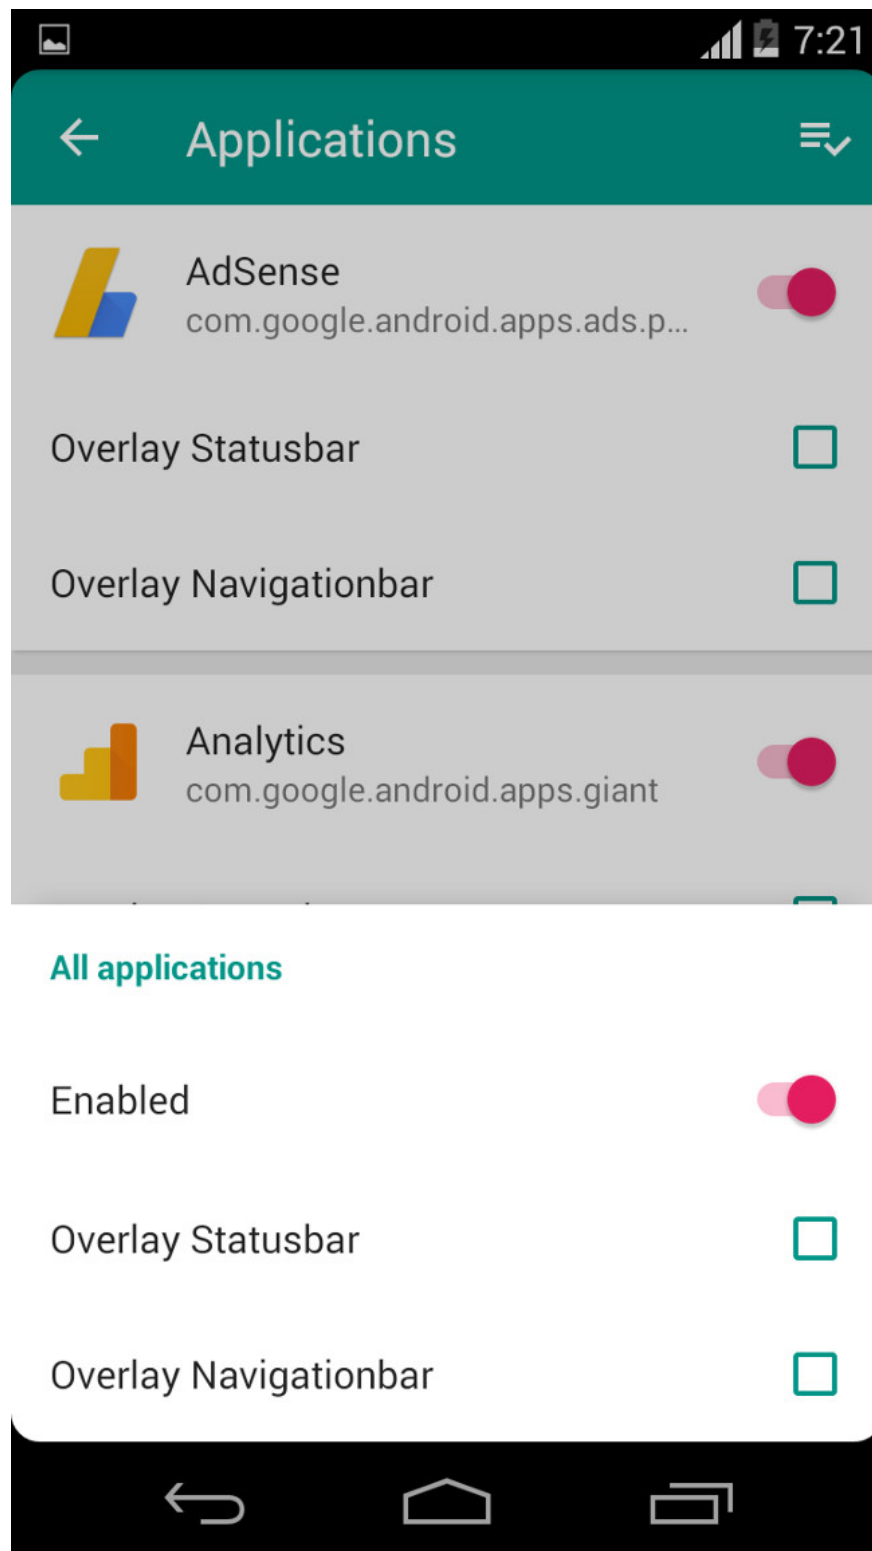 7:21
Applications
AdSense
com.google.android.apps.ads.p...
Overlay Statusbar
Overlay Navigationbar
Analytics
com.google.android.apps.giant
All applications
Enabled
Overlay Statusbar
Overlay Navigationbar